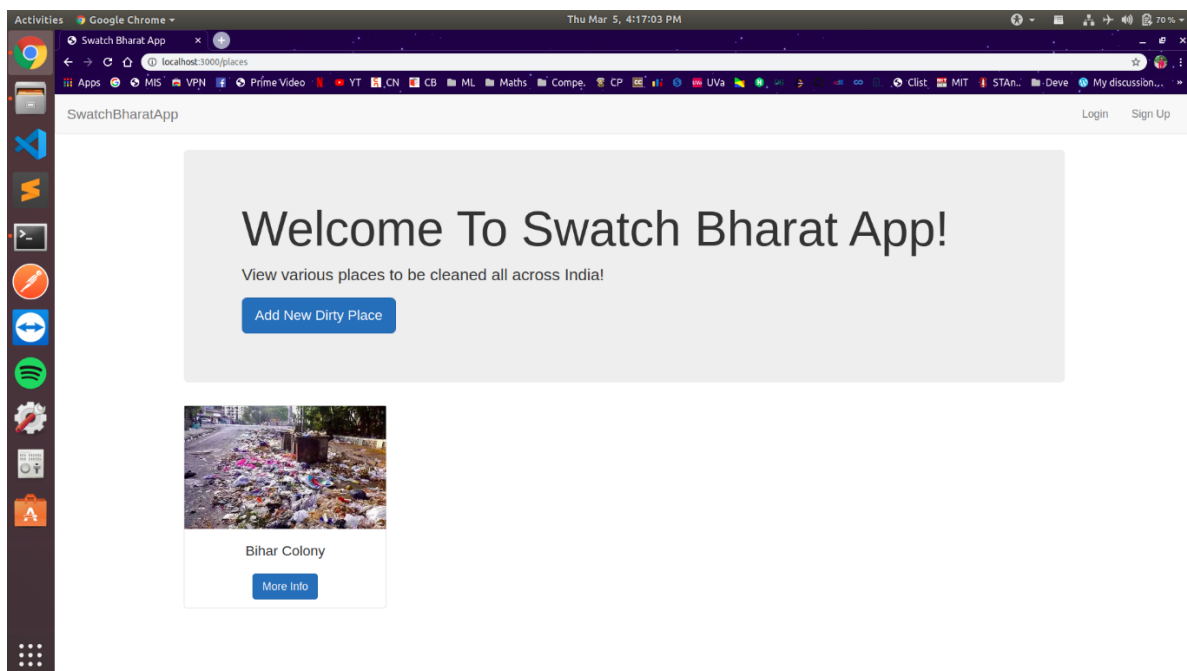 Activities Google Chrome Thu Mar 5, 4:17:03 PM 70 %
Swatch Bharat App
localhost:3000/places
Apps MIS VPN Prime Video YT CN CB ML Maths Compe. CP UVa Clist MIT STAn.. Deve My discussion...
SwatchBharatApp Login Sign Up
Welcome To Swatch Bharat App!
View various places to be cleaned all across India!
Add New Dirty Place
Bihar Colony
More Info